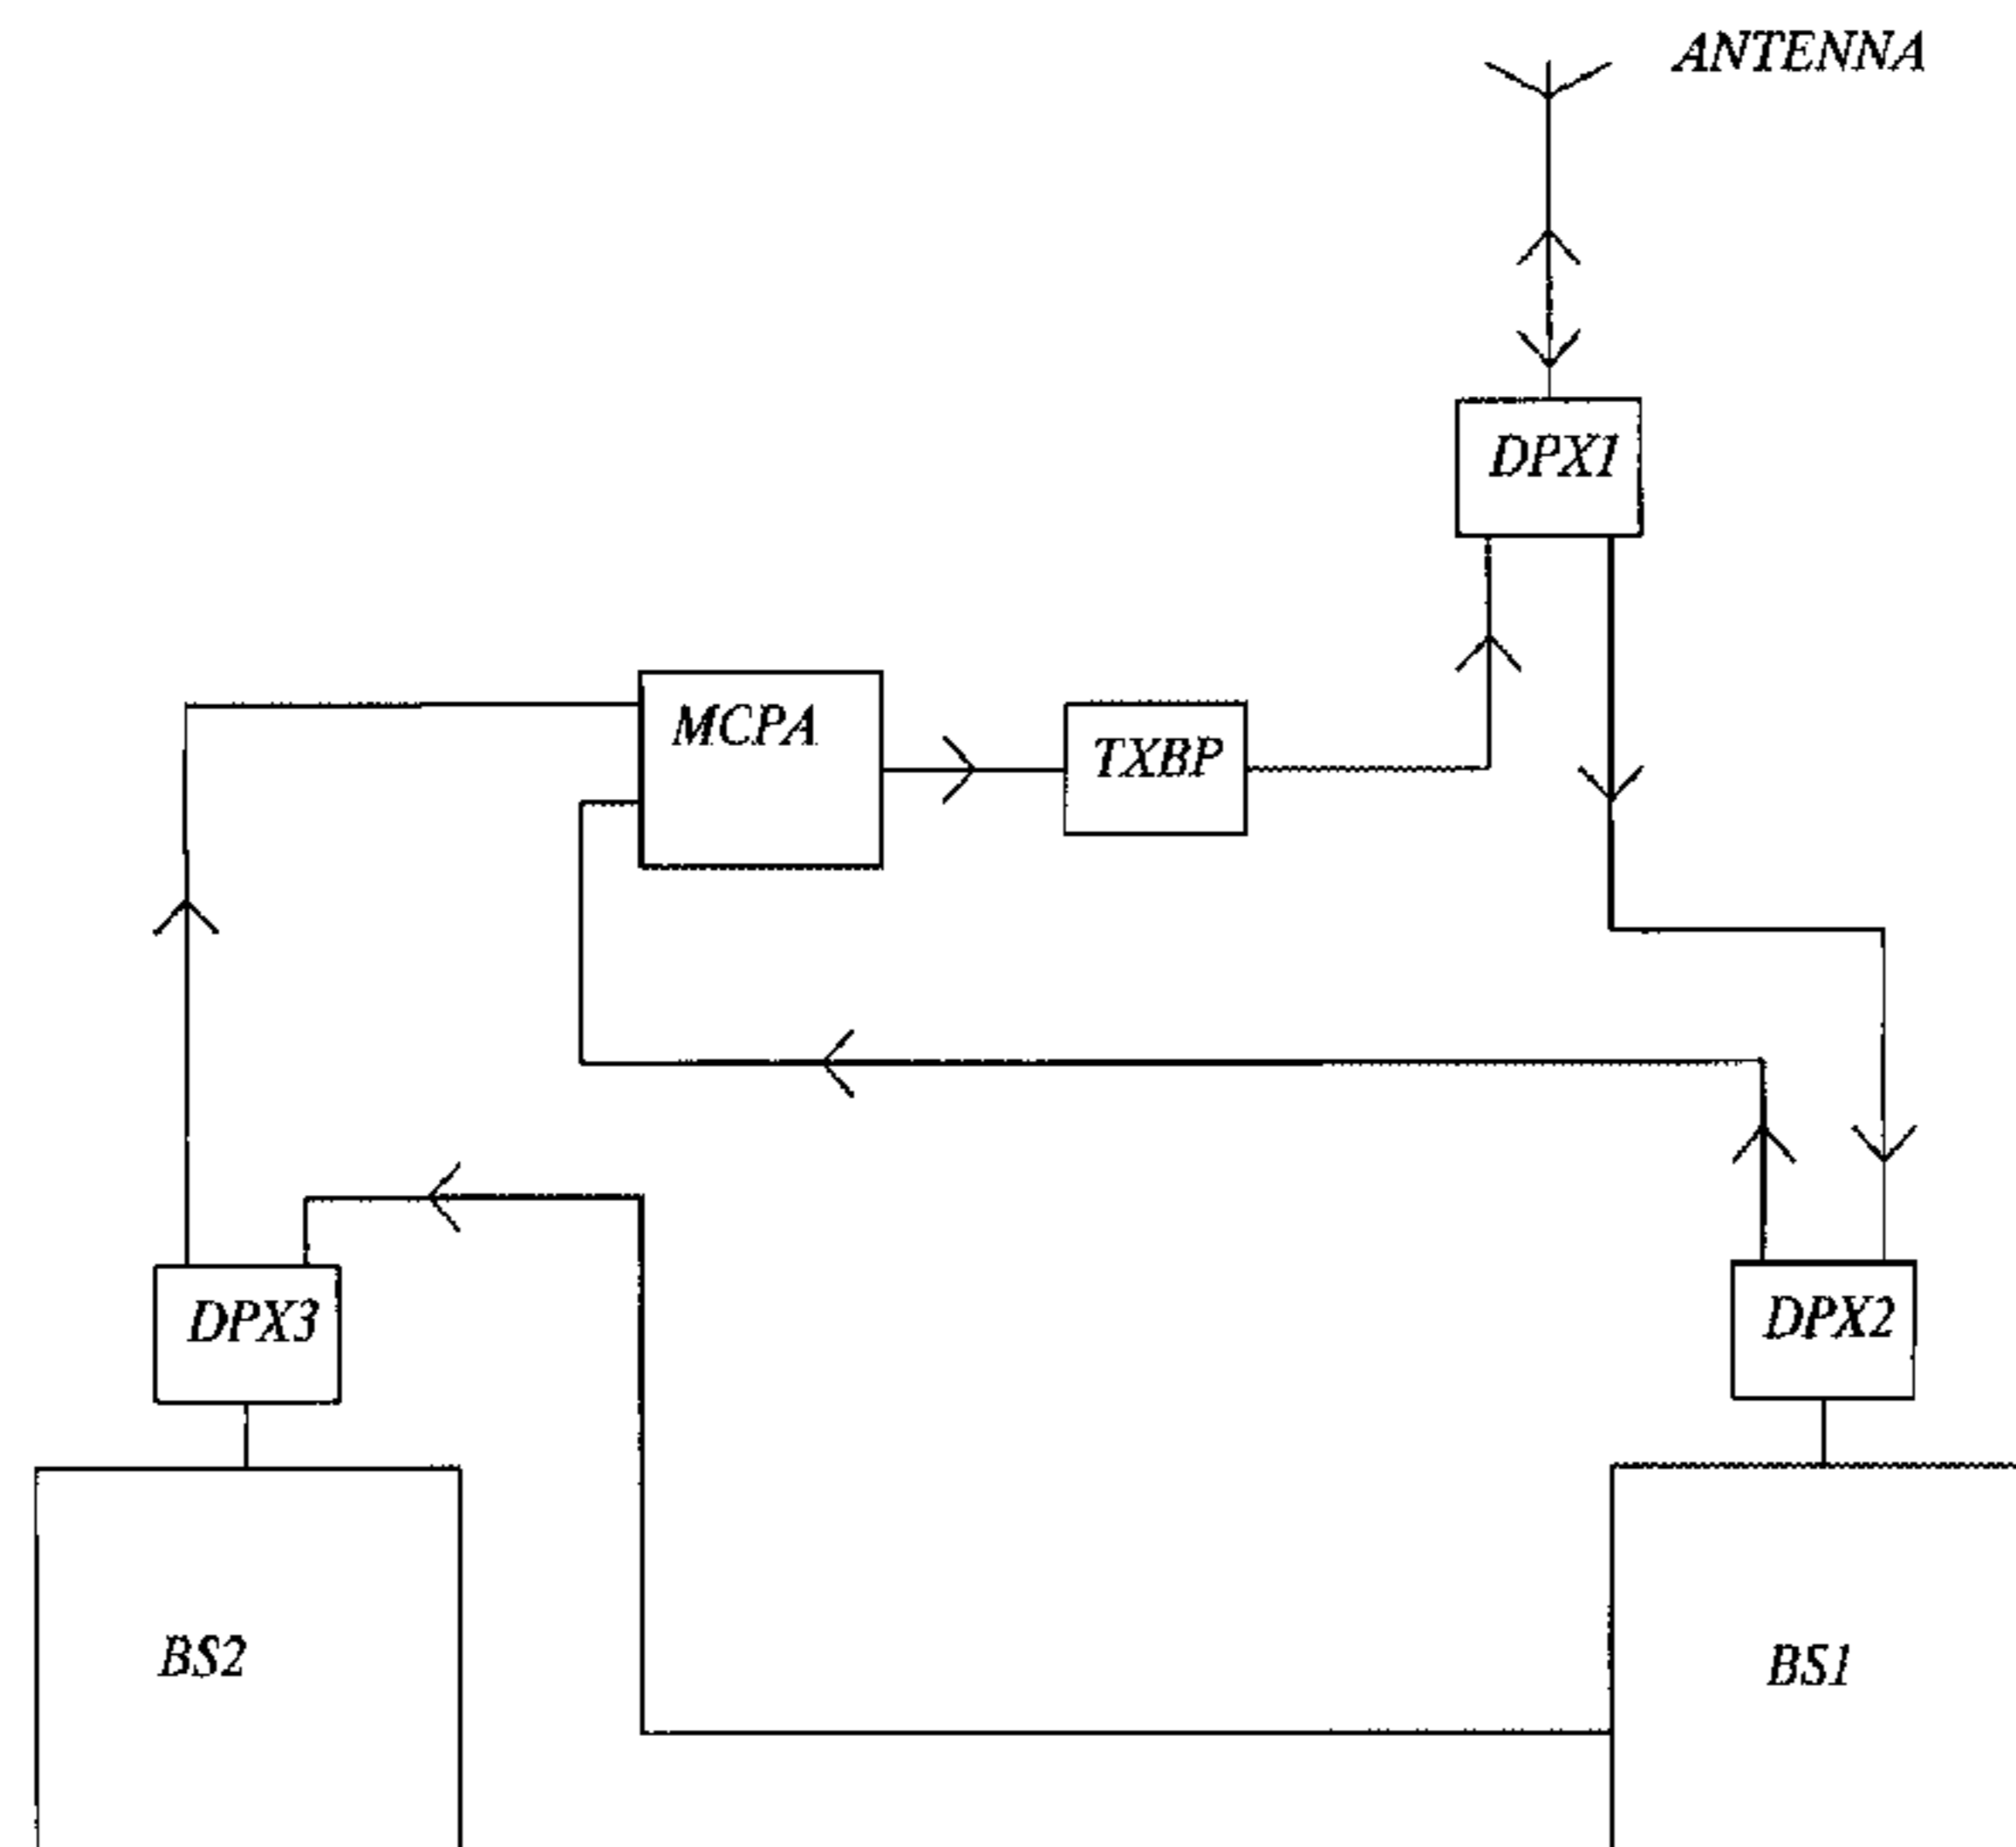 ANTENNA
DPX1
MCPA
TXBP
DPX3
DPX2
BS2
BS1